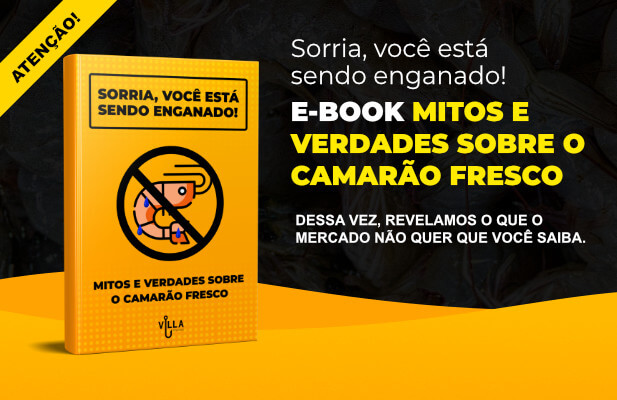 ATENÇÃO!
SORRIA, VOCÊ ESTÁ
SENDO ENGANADO!
MITOS E VERDADES SOBRE
O CAMARÃO FRESCO
VILLA
Sorria, você está
sendo enganado!
E-BOOK MITOS E
VERDADES SOBRE O
CAMARÃO FRESCO
DESSA VEZ, REVELAMOS O QUE O
MERCADO NÃO QUER QUE VOCÊ SAIBA.